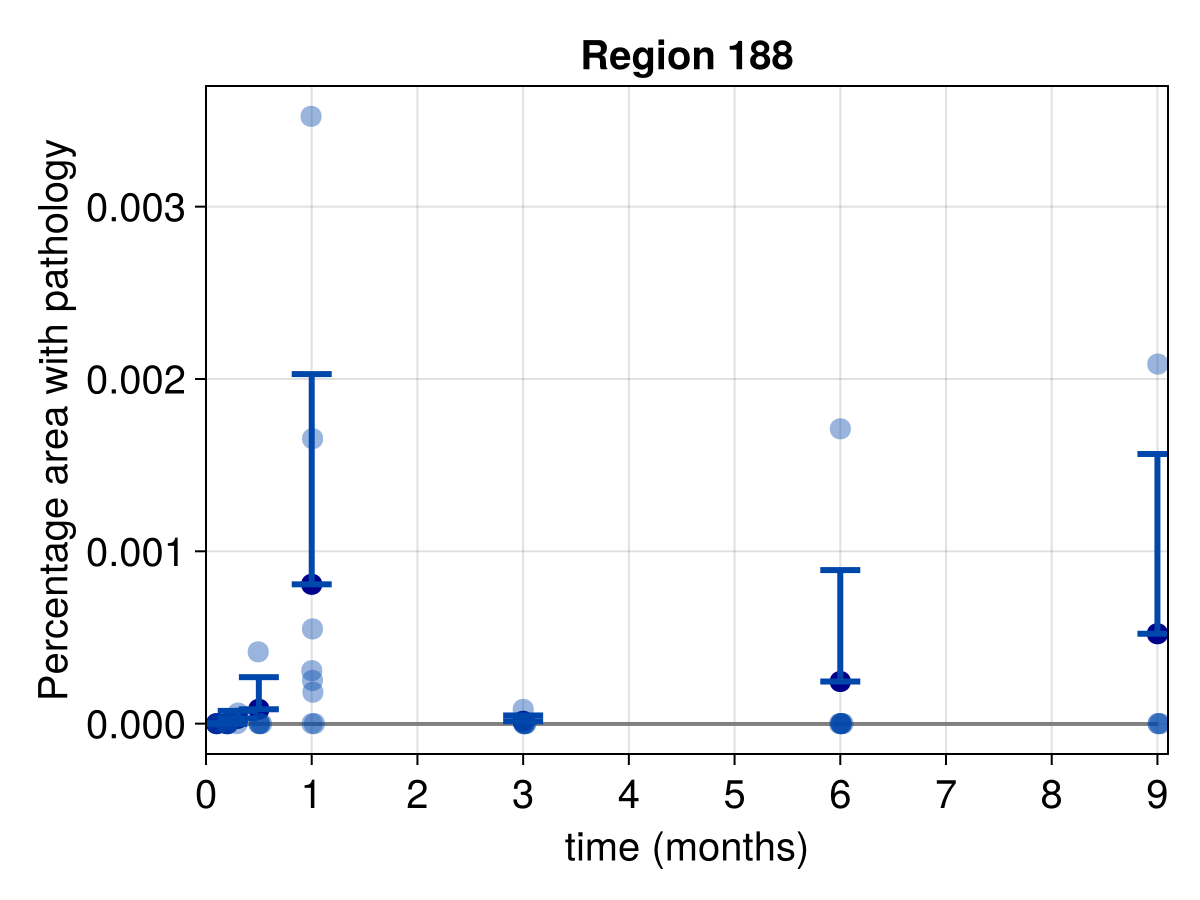 Region 188
Percentage area with pathology
0.003
0.002
0.001
0.000
0 1 2 3 4 5 6 7 8 9
time (months)